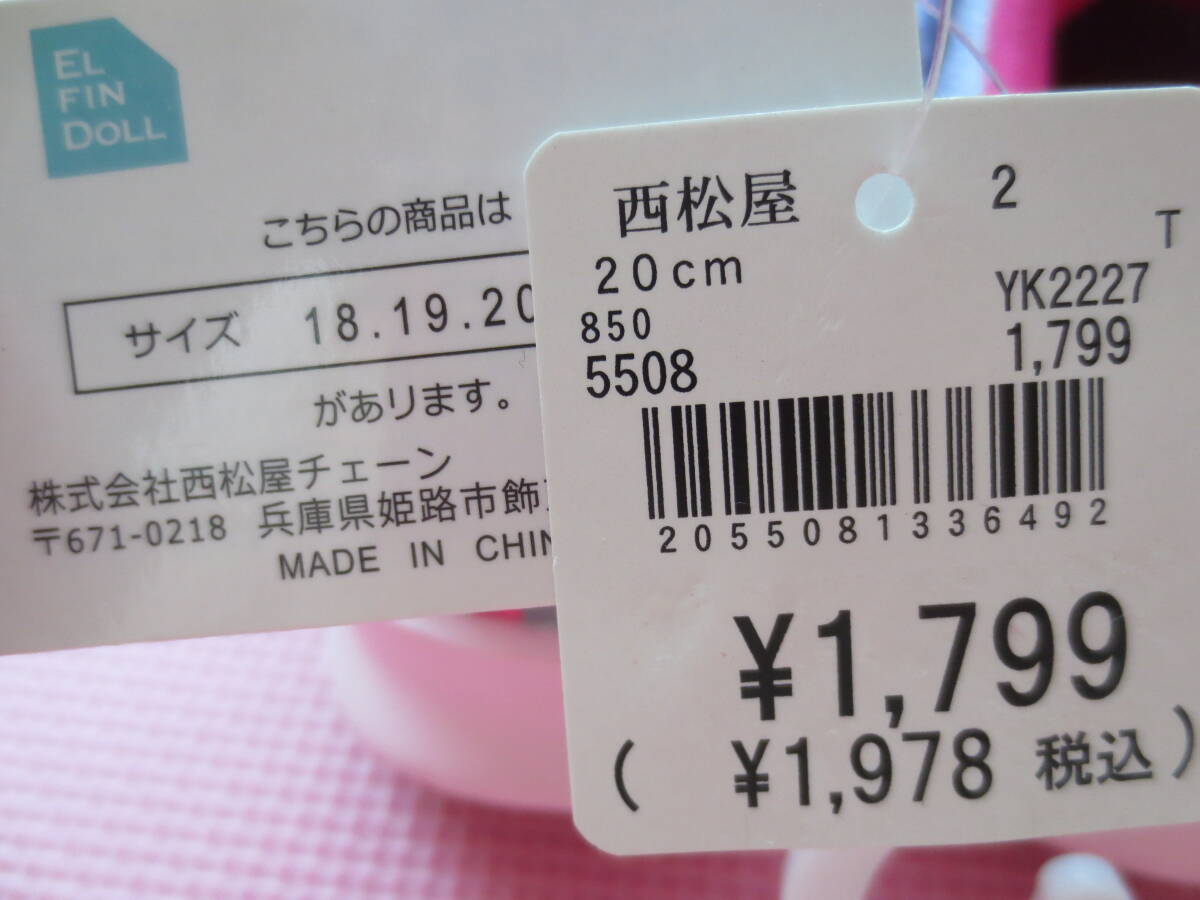 EL
FIN
DOLL
こちらの商品は
サイズ 18.19.20
があります。
株式会社西松屋チェーン
〒671-0218 兵庫県姫路市飾
MADE IN CHIN
西松屋 2
T
20cm YK2227
850 1,799
5508
2055081336492
¥1,799
( ¥1,978 税込 )